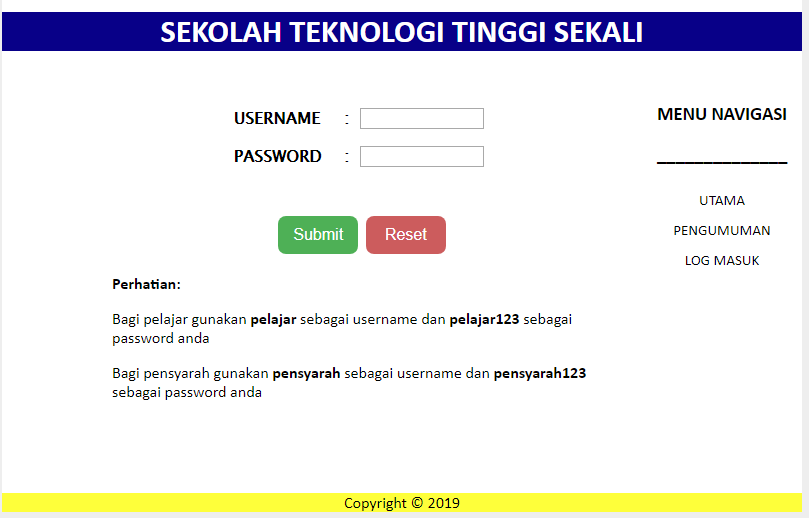 SEKOLAH TEKNOLOGI TINGGI SEKALI
USERNAME :
PASSWORD :
Submit Reset
Perhatian:
Bagi pelajar gunakan pelajar sebagai username dan pelajar123 sebagai
password anda
Bagi pensyarah gunakan pensyarah sebagai username dan pensyarah123
sebagai password anda
MENU NAVIGASI
_______________
UTAMA
PENGUMUMAN
LOG MASUK
Copyright © 2019